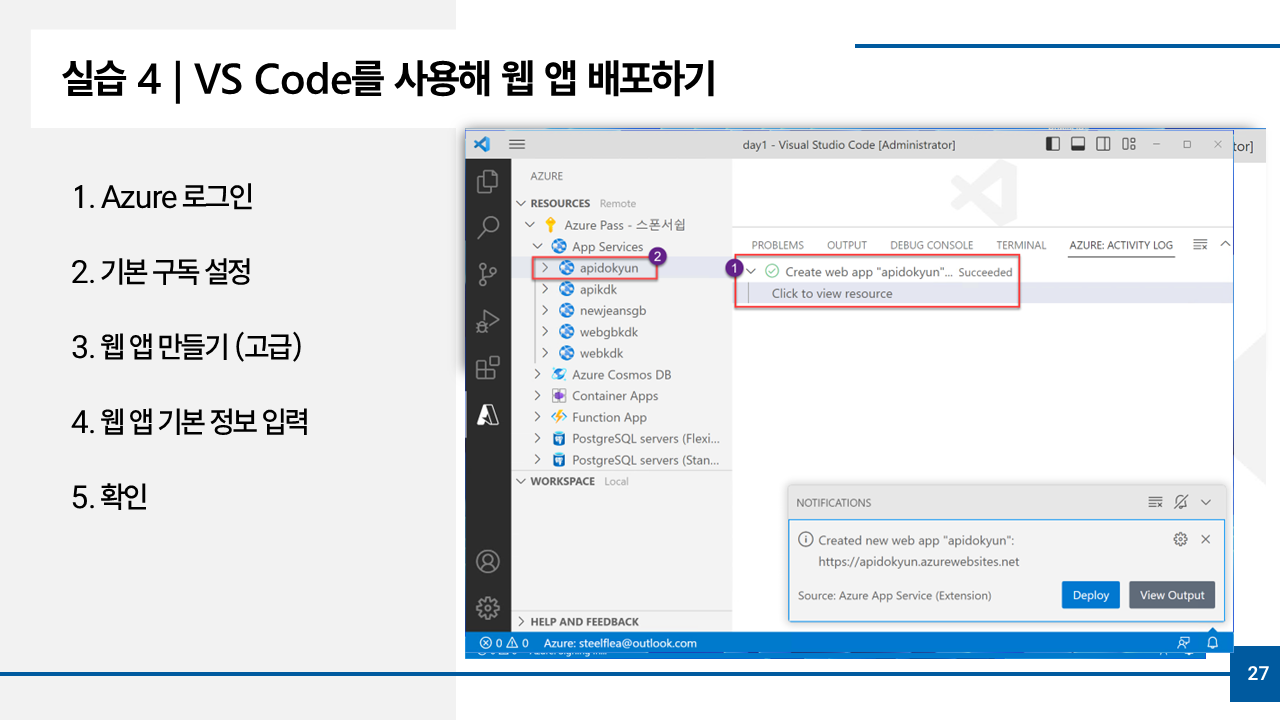 실습 4 | VS Code를 사용해 웹 앱 배포하기
1. Azure 로그인
2. 기본 구독 설정
3. 웹 앱 만들기 (고급)
4. 웹 앱 기본 정보 입력
5. 확인
day1 - Visual Studio Code [Administrator]
tor]
AZURE
RESOURCES Remote
Azure Pass - 스폰서쉽
App Services
2
apidokyun
apikdk
newjeansgb
webgbkdk
webkdk
Azure Cosmos DB
Container Apps
Function App
PostgreSQL servers (Flexi...
PostgreSQL servers (Stan...
WORKSPACE Local
HELP AND FEEDBACK
PROBLEMS OUTPUT DEBUG CONSOLE TERMINAL AZURE: ACTIVITY LOG
1 Create web app "apidokyun"... Succeeded
Click to view resource
NOTIFICATIONS
Created new web app "apidokyun":
https://apidokyun.azurewebsites.net
Source: Azure App Service (Extension) Deploy View Output
0 0 Azure: steelflea@outlook.com
27